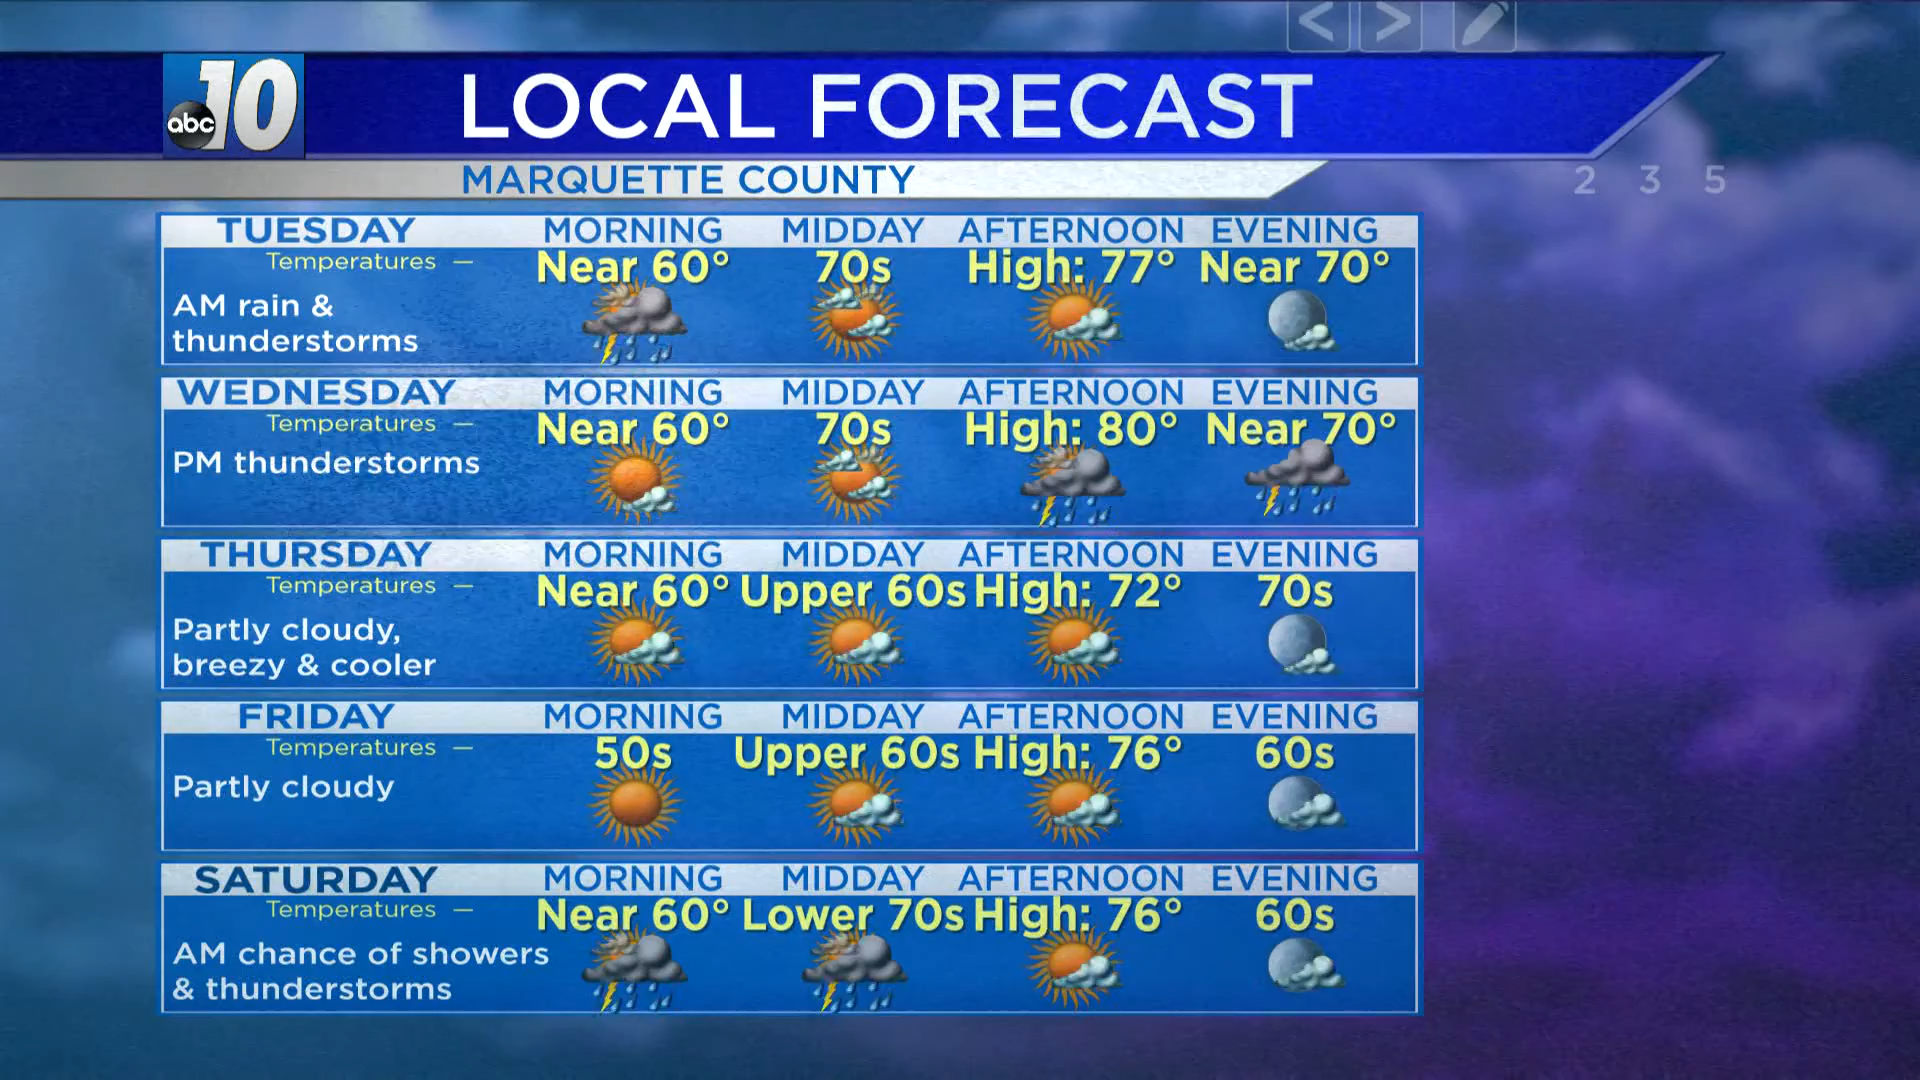 abc 10
LOCAL FORECAST
MARQUETTE COUNTY
2 3 5
TUESDAY MORNING MIDDAY AFTERNOON EVENING
Temperatures — Near 60° 70s High: 77° Near 70°
AM rain &
thunderstorms
WEDNESDAY MORNING MIDDAY AFTERNOON EVENING
Temperatures — Near 60° 70s High: 80° Near 70°
PM thunderstorms
THURSDAY MORNING MIDDAY AFTERNOON EVENING
Temperatures — Near 60° Upper 60s High: 72° 70s
Partly cloudy,
breezy & cooler
FRIDAY MORNING MIDDAY AFTERNOON EVENING
Temperatures — 50s Upper 60s High: 76° 60s
Partly cloudy
SATURDAY MORNING MIDDAY AFTERNOON EVENING
Temperatures — Near 60° Lower 70s High: 76° 60s
AM chance of showers
& thunderstorms